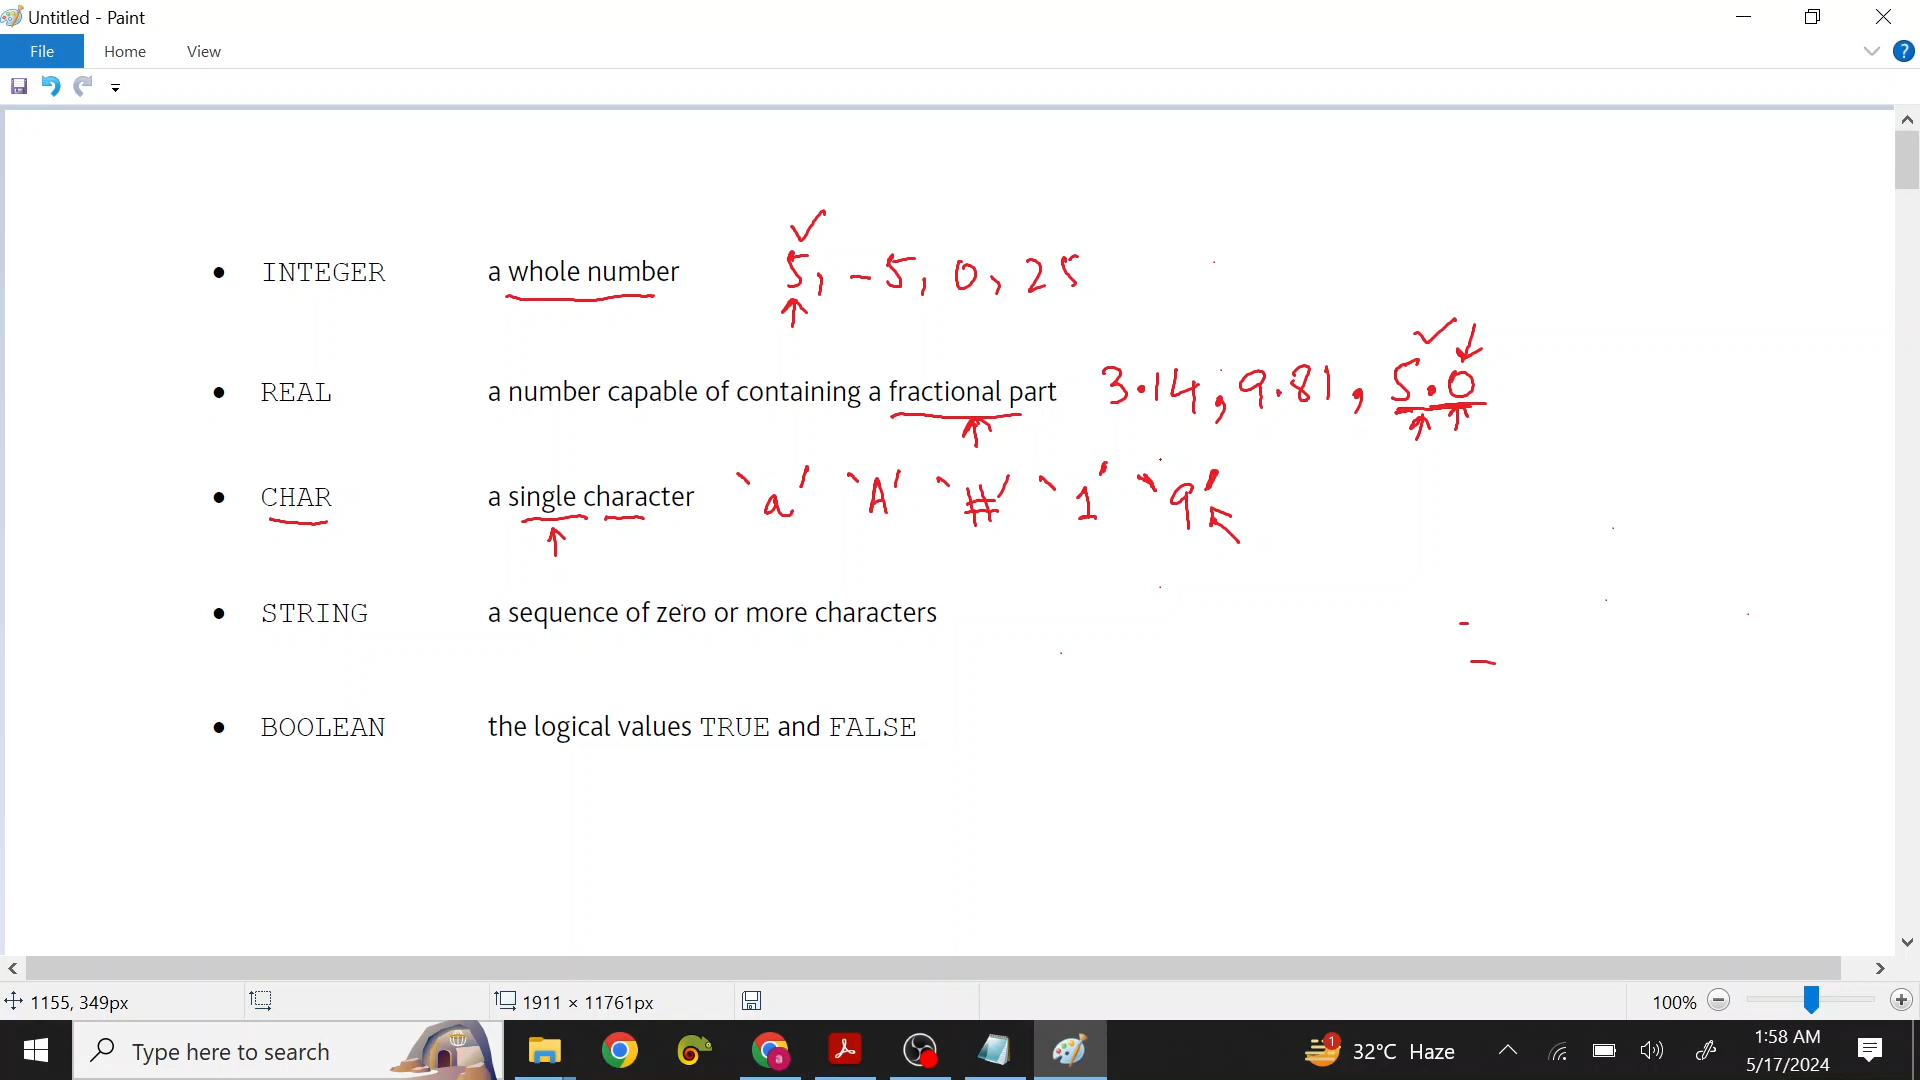 Untitled - Paint
File Home View
• INTEGER a whole number 5, -5, 0, 25
• REAL a number capable of containing a fractional part 3.14, 9.81, 5.0
• CHAR a single character 'a' 'A' '#' '1' '9'
• STRING a sequence of zero or more characters
• BOOLEAN the logical values TRUE and FALSE
1155, 349px 1911 × 11761px 100%
Type here to search 1 32°C Haze 1:58 AM
5/17/2024